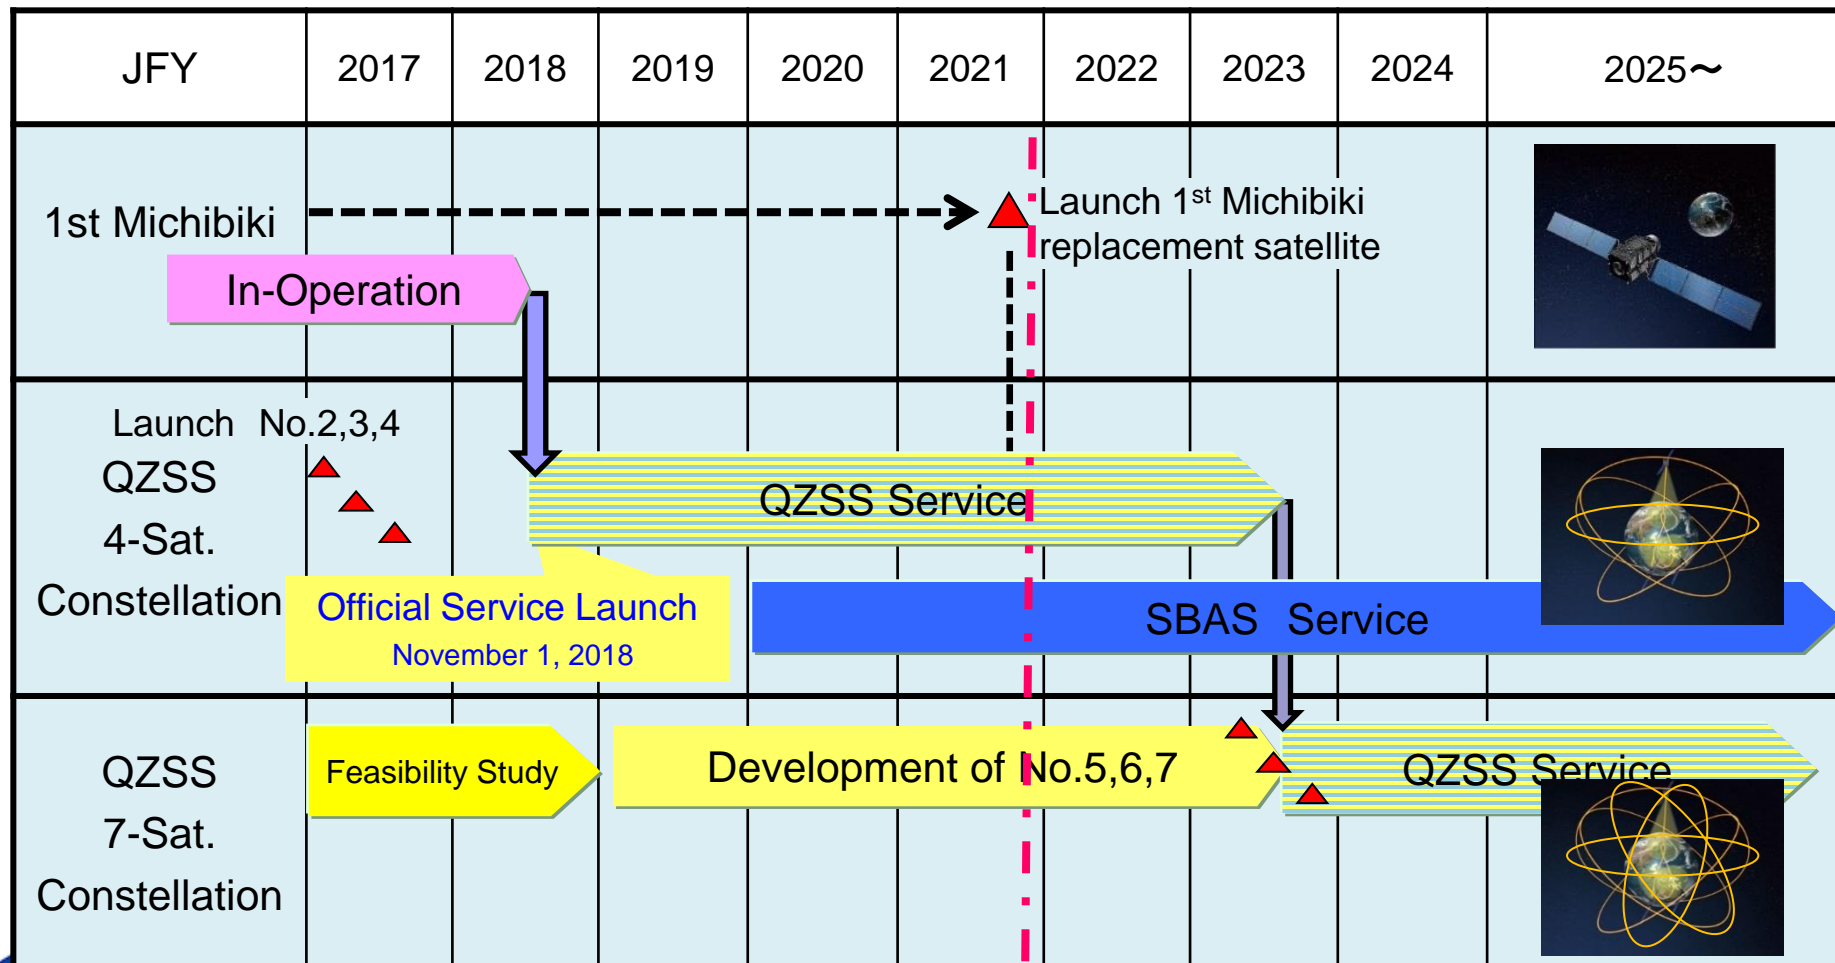 JFY 2017 2018 2019 2020 2021 2022 2023 2024 2025～
1st Michibiki
Launch 1st Michibiki
replacement satellite
In-Operation
Launch No.2,3,4
QZSS
4-Sat.
Constellation
QZSS Service
Official Service Launch
November 1, 2018
SBAS Service
QZSS
7-Sat.
Constellation
Feasibility Study
Development of No.5,6,7
QZSS Service